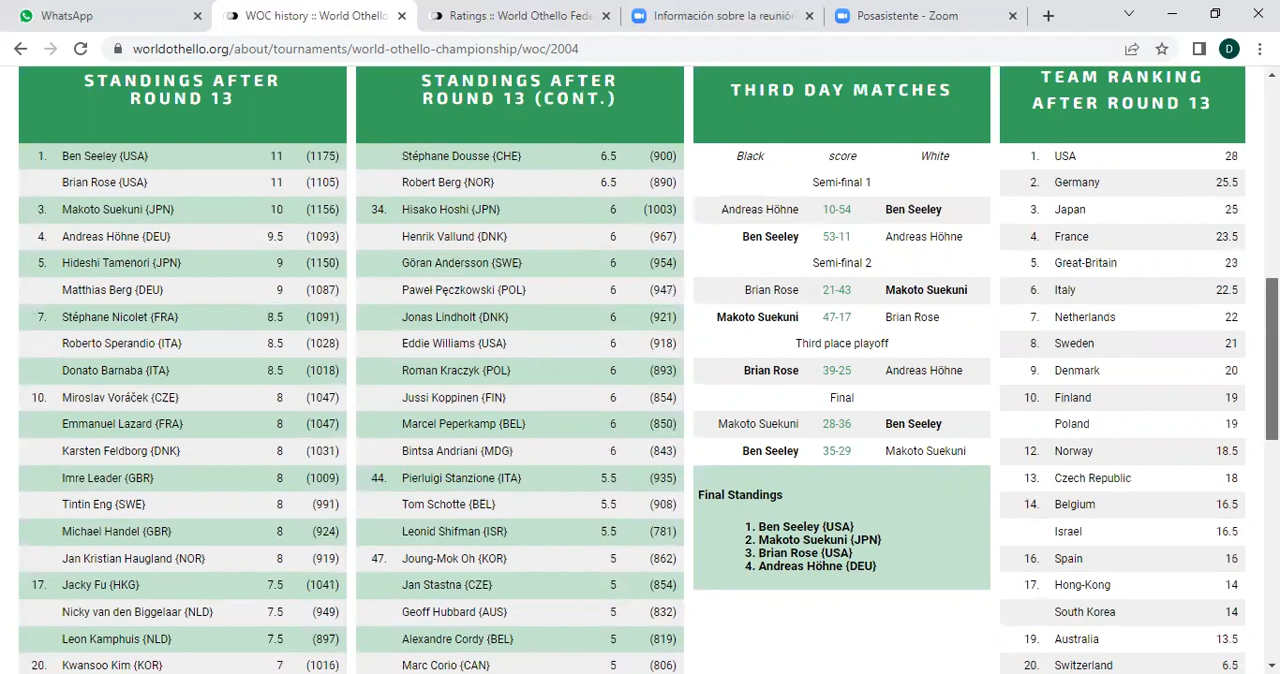 WhatsApp
WOC history :: World Othello
Ratings :: World Othello Fede
Información sobre la reunió
Posasistente - Zoom
worldothello.org/about/tournaments/world-othello-championship/woc/2004
D
STANDINGS AFTER
ROUND 13
1. Ben Seeley {USA} 11 (1175)
Brian Rose {USA} 11 (1105)
3. Makoto Suekuni {JPN} 10 (1156)
4. Andreas Höhne {DEU} 9.5 (1093)
5. Hideshi Tamenori {JPN} 9 (1150)
Matthias Berg {DEU} 9 (1087)
7. Stéphane Nicolet {FRA} 8.5 (1091)
Roberto Sperandio {ITA} 8.5 (1028)
Donato Barnaba {ITA} 8.5 (1018)
10. Miroslav Voráček {CZE} 8 (1047)
Emmanuel Lazard {FRA} 8 (1047)
Karsten Feldborg {DNK} 8 (1031)
Imre Leader {GBR} 8 (1009)
Tintin Eng {SWE} 8 (991)
Michael Handel {GBR} 8 (924)
Jan Kristian Haugland {NOR} 8 (919)
17. Jacky Fu {HKG} 7.5 (1041)
Nicky van den Biggelaar {NLD} 7.5 (949)
Leon Kamphuis {NLD} 7.5 (897)
20. Kwansoo Kim {KOR} 7 (1016)
STANDINGS AFTER
ROUND 13 (CONT.)
Stéphane Dousse {CHE} 6.5 (900)
Robert Berg {NOR} 6.5 (890)
34. Hisako Hoshi {JPN} 6 (1003)
Henrik Vallund {DNK} 6 (967)
Göran Andersson {SWE} 6 (954)
Paweł Pęczkowski {POL} 6 (947)
Jonas Lindholt {DNK} 6 (921)
Eddie Williams {USA} 6 (918)
Roman Kraczyk {POL} 6 (893)
Jussi Koppinen {FIN} 6 (854)
Marcel Peperkamp {BEL} 6 (850)
Bintsa Andriani {MDG} 6 (843)
44. Pierluigi Stanzione {ITA} 5.5 (935)
Tom Schotte {BEL} 5.5 (908)
Leonid Shifman {ISR} 5.5 (781)
47. Joung-Mok Oh {KOR} 5 (862)
Jan Stastna {CZE} 5 (854)
Geoff Hubbard {AUS} 5 (832)
Alexandre Cordy {BEL} 5 (819)
Marc Corio {CAN} 5 (806)
THIRD DAY MATCHES
Black score White
Semi-final 1
Andreas Höhne 10-54 Ben Seeley
Ben Seeley 53-11 Andreas Höhne
Semi-final 2
Brian Rose 21-43 Makoto Suekuni
Makoto Suekuni 47-17 Brian Rose
Third place playoff
Brian Rose 39-25 Andreas Höhne
Final
Makoto Suekuni 28-36 Ben Seeley
Ben Seeley 35-29 Makoto Suekuni
Final Standings
1. Ben Seeley {USA}
2. Makoto Suekuni {JPN}
3. Brian Rose {USA}
4. Andreas Höhne {DEU}
TEAM RANKING
AFTER ROUND 13
1. USA 28
2. Germany 25.5
3. Japan 25
4. France 23.5
5. Great-Britain 23
6. Italy 22.5
7. Netherlands 22
8. Sweden 21
9. Denmark 20
10. Finland 19
Poland 19
12. Norway 18.5
13. Czech Republic 18
14. Belgium 16.5
Israel 16.5
16. Spain 16
17. Hong-Kong 14
South Korea 14
19. Australia 13.5
20. Switzerland 6.5